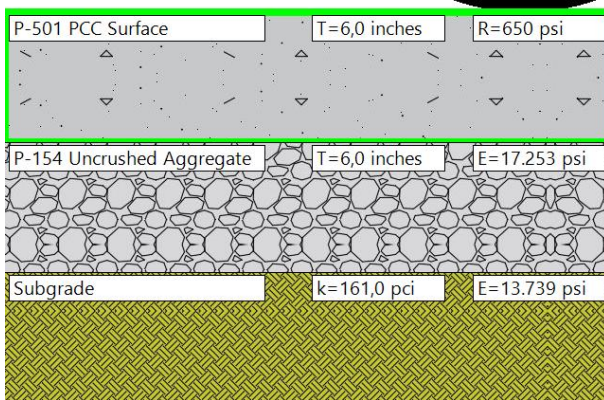 P-501 PCC Surface T=6,0 inches R=650 psi
P-154 Uncrushed Aggregate T=6,0 inches E=17.253 psi
Subgrade k=161,0 pci E=13.739 psi